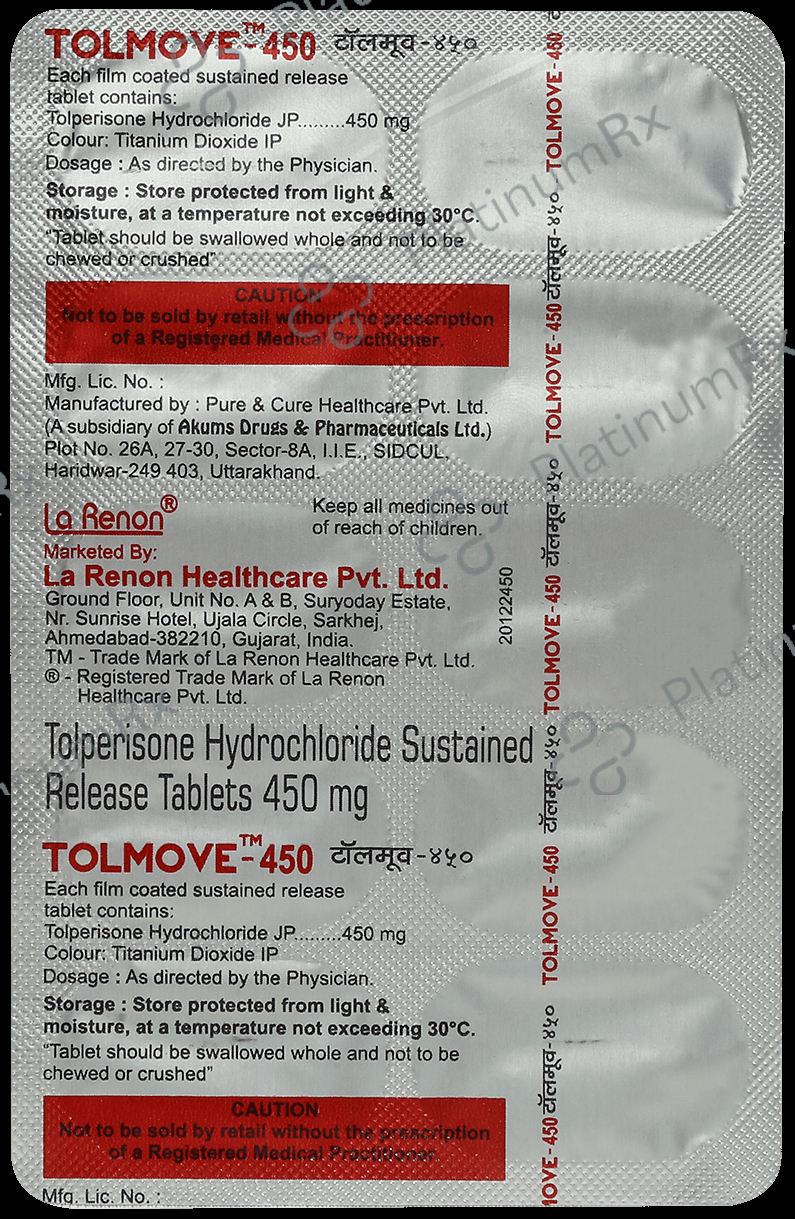 TOLMOVE™-450 टॉलमूव-४५०
Each film coated sustained release
tablet contains:
Tolperisone Hydrochloride JP.........450 mg
Colour: Titanium Dioxide IP
Dosage : As directed by the Physician.
Storage : Store protected from light &
moisture, at a temperature not exceeding 30°C.
“Tablet should be swallowed whole and not to be
chewed or crushed”
CAUTION
Not to be sold by retail without the prescription
of a Registered Medical Practitioner.
Mfg. Lic. No. :
Manufactured by : Pure & Cure Healthcare Pvt. Ltd.
(A subsidiary of Akums Drugs & Pharmaceuticals Ltd.)
Plot No. 26A, 27-30, Sector-8A, I.I.E., SIDCUL,
Haridwar-249 403, Uttarakhand.
La Renon®
Keep all medicines out
of reach of children.
Marketed By:
La Renon Healthcare Pvt. Ltd.
Ground Floor, Unit No. A & B, Suryoday Estate,
Nr. Sunrise Hotel, Ujala Circle, Sarkhej,
Ahmedabad-382210, Gujarat, India.
TM - Trade Mark of La Renon Healthcare Pvt. Ltd.
® - Registered Trade Mark of La Renon
Healthcare Pvt. Ltd.
20122450
Tolperisone Hydrochloride Sustained
Release Tablets 450 mg
TOLMOVE™-450 टॉलमूव-४५०
Each film coated sustained release
tablet contains:
Tolperisone Hydrochloride JP.........450 mg
Colour: Titanium Dioxide IP
Dosage : As directed by the Physician.
Storage : Store protected from light &
moisture, at a temperature not exceeding 30°C.
“Tablet should be swallowed whole and not to be
chewed or crushed”
CAUTION
Not to be sold by retail without the prescription
of a Registered Medical Practitioner.
Mfg. Lic. No. :
MOVE-450 टॉलमूव-४५० TOLMOVE-450 टॉलमूव-४५० TOLMOVE-450 टॉलमूव-४५० TOLMOVE-450 टॉलमूव-४५० TOLMOVE-450
PlatinumRx
PlatinumRx
PlatinumRx